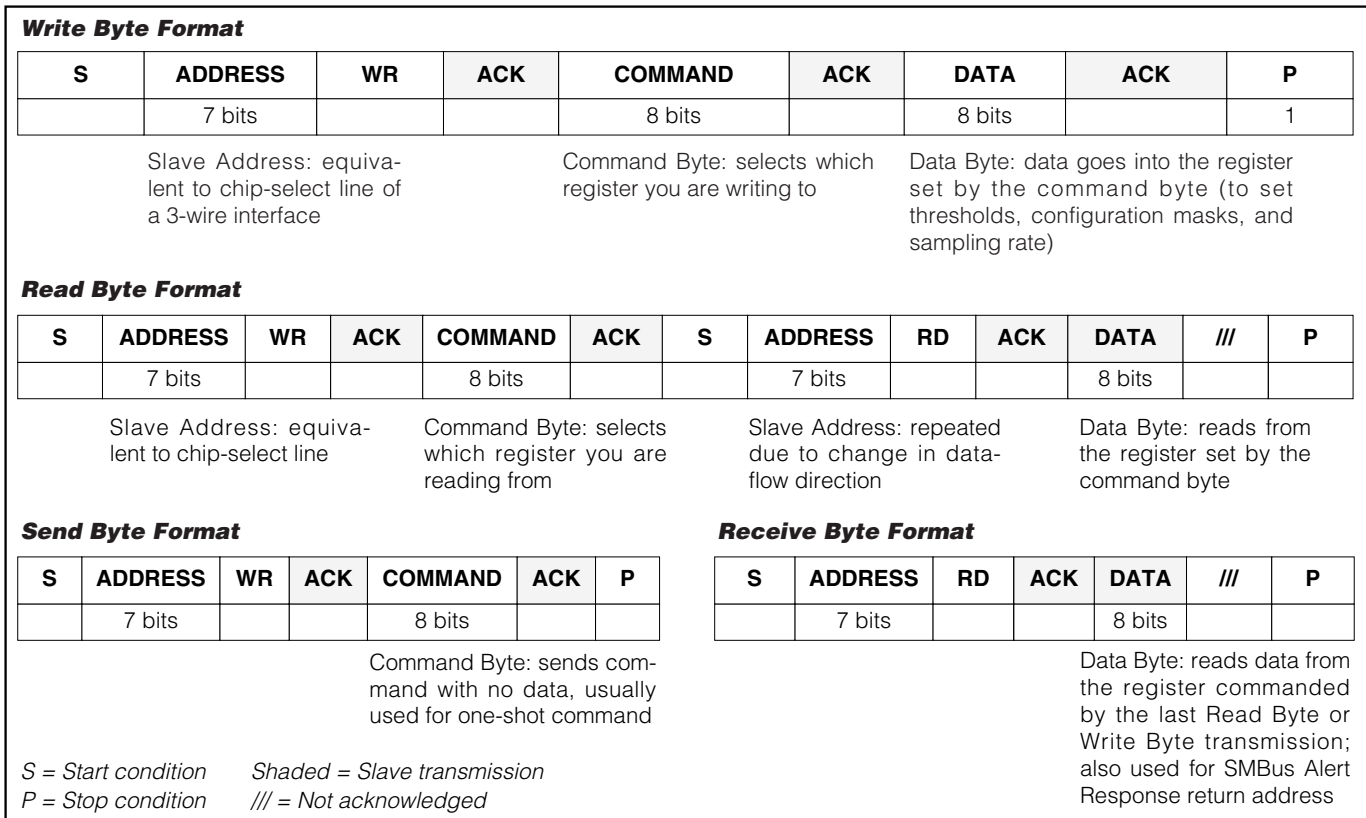 Write Byte Format
S ADDRESS WR ACK COMMAND ACK DATA ACK P
7 bits 8 bits 8 bits 1
Slave Address: equiva-
lent to chip-select line of
a 3-wire interface
Command Byte: selects which
register you are writing to
Data Byte: data goes into the register
set by the command byte (to set
thresholds, configuration masks, and
sampling rate)
Read Byte Format
S ADDRESS WR ACK COMMAND ACK S ADDRESS RD ACK DATA /// P
7 bits 8 bits 7 bits 8 bits
Slave Address: equiva-
lent to chip-select line
Command Byte: selects
which register you are
reading from
Slave Address: repeated
due to change in data-
flow direction
Data Byte: reads from
the register set by the
command byte
Send Byte Format
S ADDRESS WR ACK COMMAND ACK P
7 bits 8 bits
Command Byte: sends com-
mand with no data, usually
used for one-shot command
Receive Byte Format
S ADDRESS RD ACK DATA /// P
7 bits 8 bits
Data Byte: reads data from
the register commanded
by the last Read Byte or
Write Byte transmission;
also used for SMBus Alert
Response return address
S = Start condition Shaded = Slave transmission
P = Stop condition /// = Not acknowledged